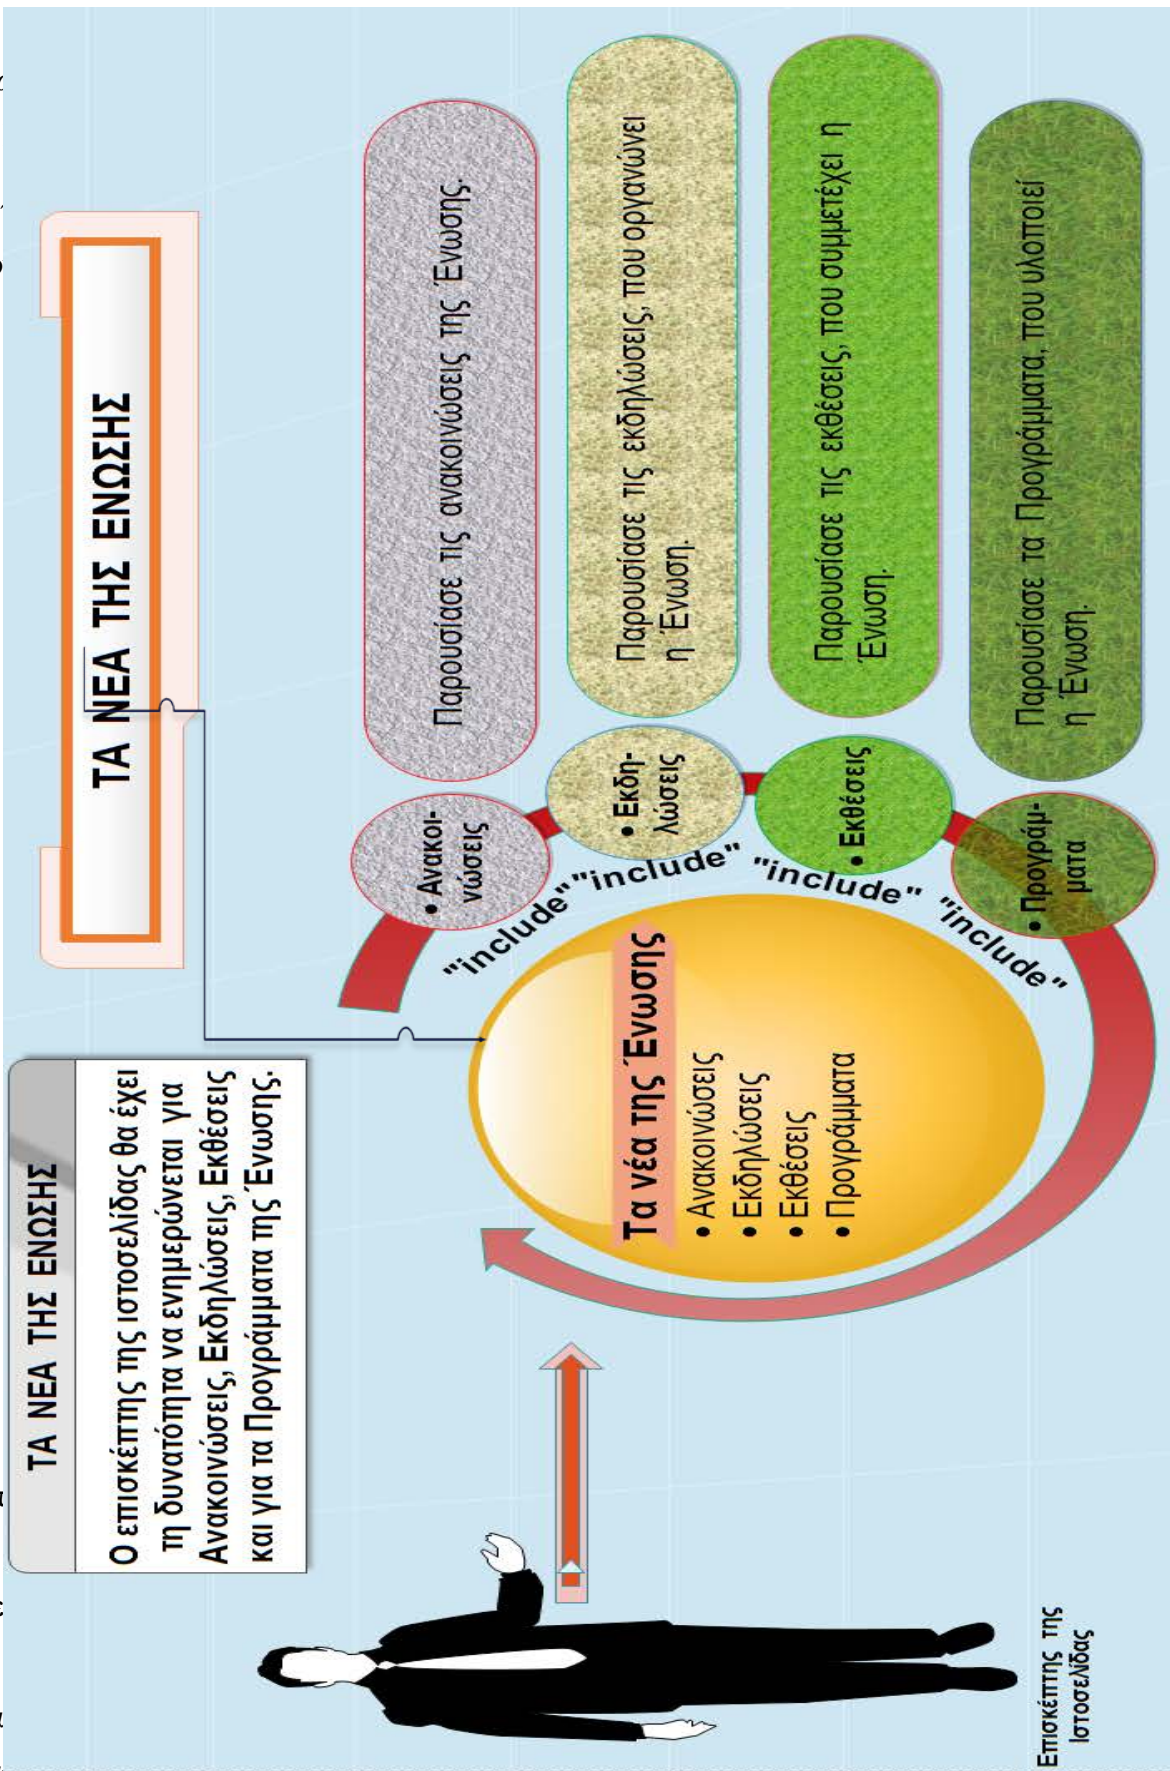 ΤΑ ΝΕΑ ΤΗΣ ΕΝΩΣΗΣ
Ο επισκέπτης της ιστοσελίδας θα έχει
τη δυνατότητα να ενημερώνεται για
Ανακοινώσεις, Εκδηλώσεις, Εκθέσεις
και για τα Προγράμματα της Ένωσης.
ΤΑ ΝΕΑ ΤΗΣ ΕΝΩΣΗΣ
Επισκέπτης της
Ιστοσελίδας
Τα νέα της Ένωσης
• Ανακοινώσεις
• Εκδηλώσεις
• Εκθέσεις
• Προγράμματα
"include"
"include"
"include"
"include"
• Ανακοι-
νώσεις
Παρουσίασε τις ανακοινώσεις της Ένωσης.
• Εκδη-
λώσεις
Παρουσίασε τις εκδηλώσεις, που οργανώνει
η Ένωση.
• Εκθέσεις
Παρουσίασε τις εκθέσεις, που συμμετέχει η
Ένωση.
• Προγράμ-
ματα
Παρουσίασε τα Προγράμματα, που υλοποιεί
η Ένωση.